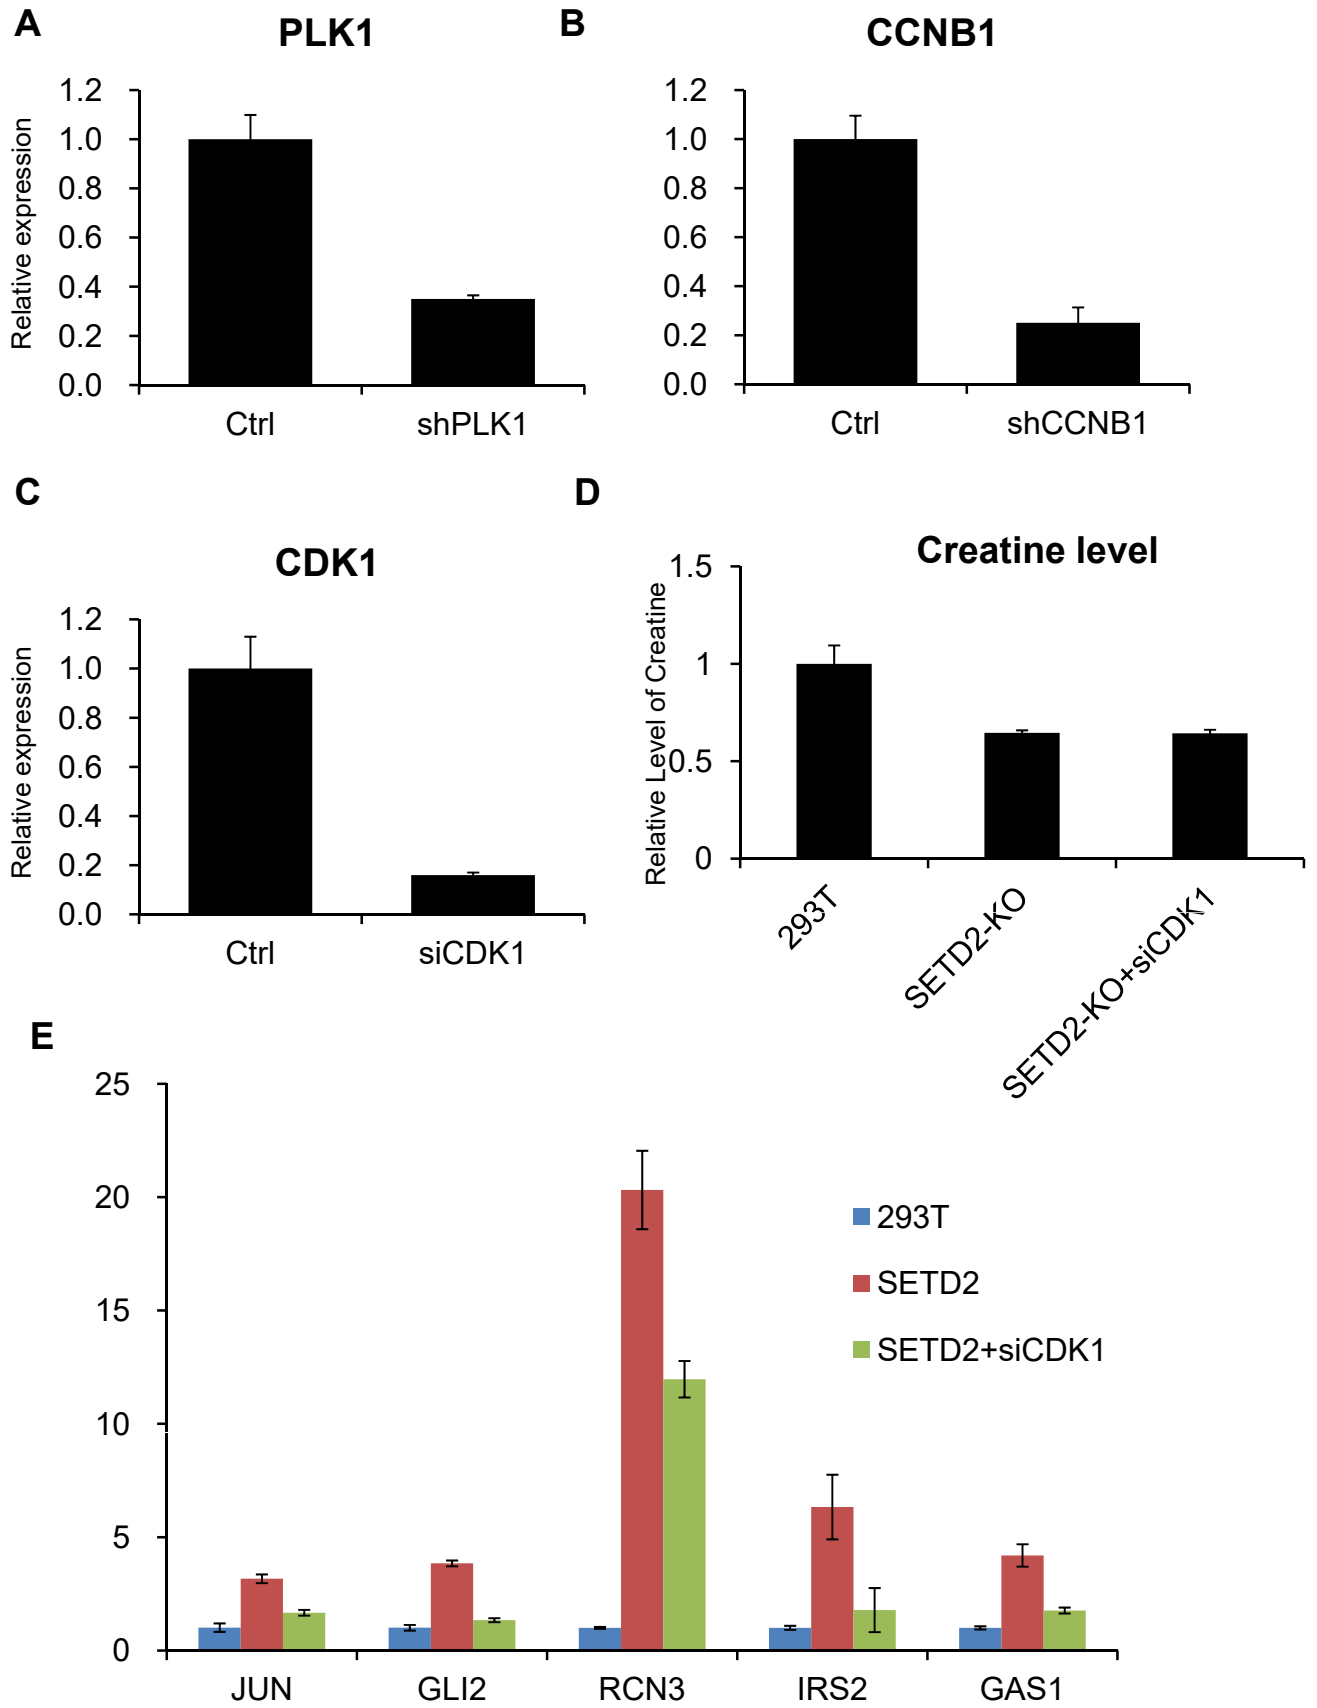 A
PLK1
Relative expression
1.2
1.0
0.8
0.6
0.4
0.2
0.0
Ctrl
shPLK1
B
CCNB1
1.2
1.0
0.8
0.6
0.4
0.2
0.0
Ctrl
shCCNB1
C
CDK1
Relative expression
1.2
1.0
0.8
0.6
0.4
0.2
0.0
Ctrl
siCDK1
D
Creatine level
Relative Level of Creatine
1.5
1
0.5
0
293T
SETD2-KO
SETD2-KO+siCDK1
E
25
20
15
10
5
0
293T
SETD2
SETD2+siCDK1
JUN
GLI2
RCN3
IRS2
GAS1